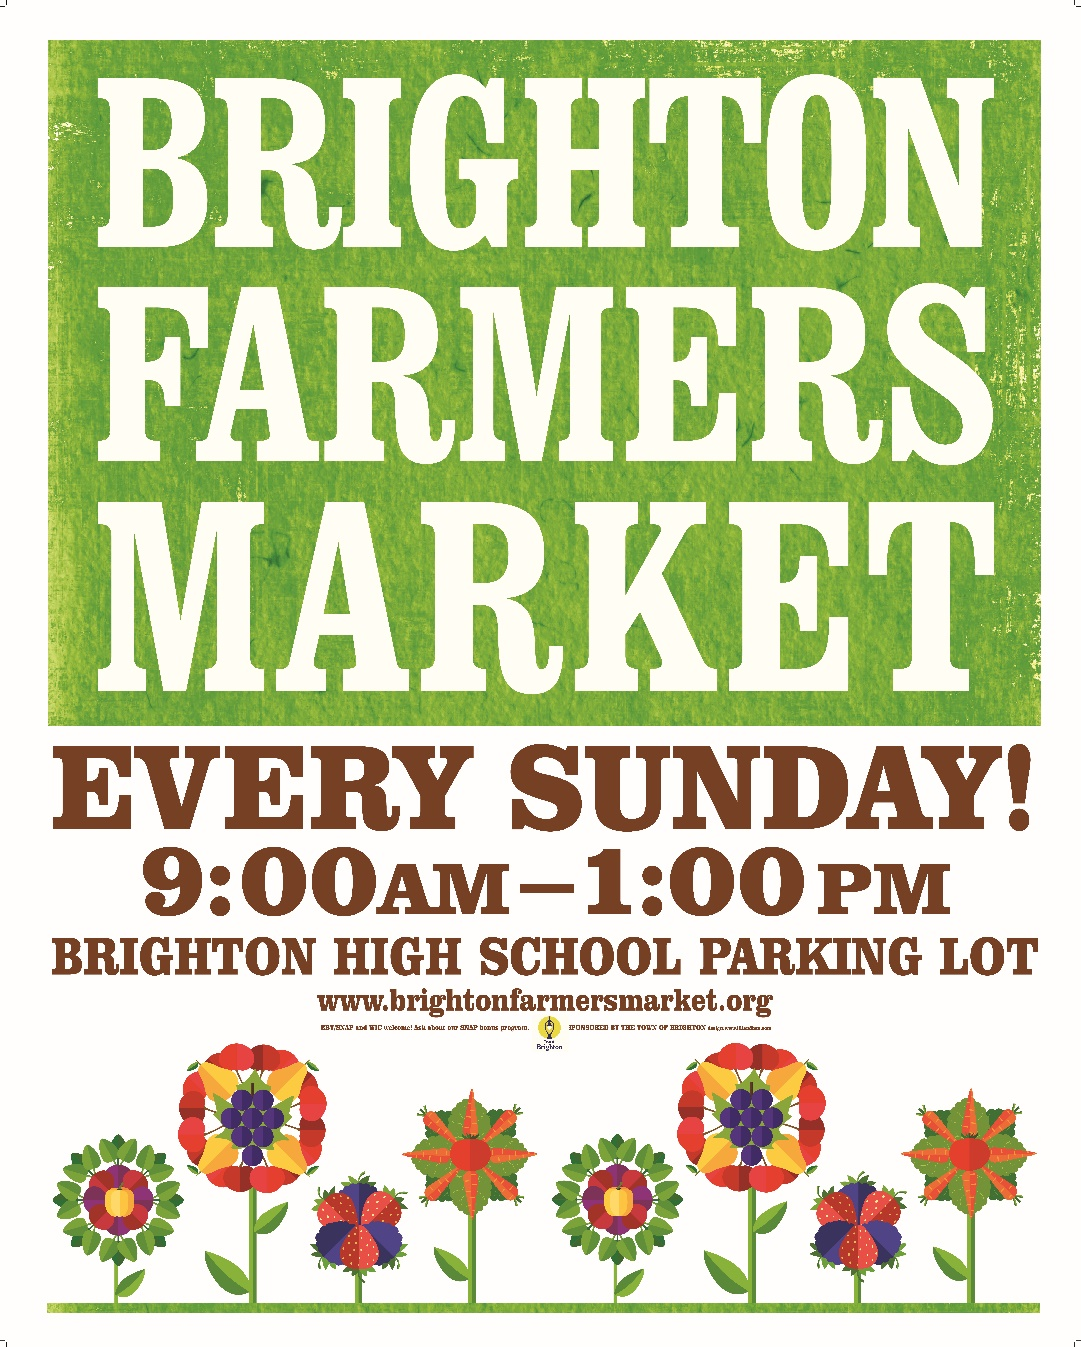 BRIGHTON
FARMERS
MARKET
EVERY SUNDAY!
9:00AM–1:00PM
BRIGHTON HIGH SCHOOL PARKING LOT
www.brightonfarmersmarket.org
EBT/SNAP and WIC welcome! Ask about our SNAP bonus program. SPONSORED BY THE TOWN OF BRIGHTON
Brighton